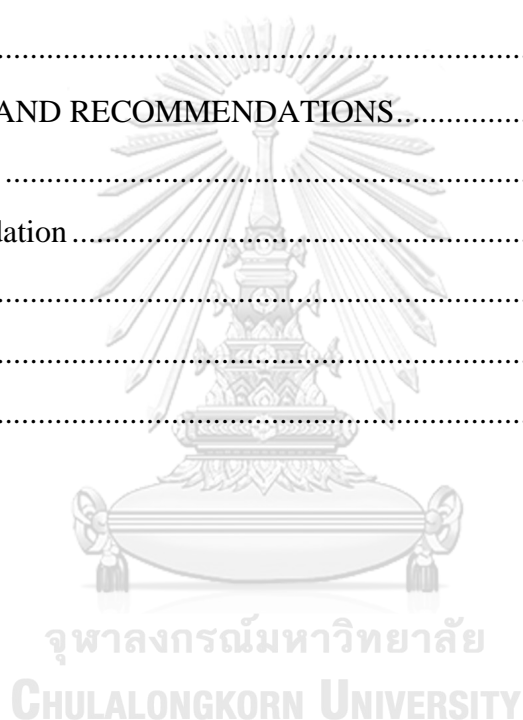 ................................................................
AND RECOMMENDATIONS................
................................................................
dation................................................................
................................................................
................................................................
................................................................
จุฬาลงกรณ์มหาวิทยาลัย
CHULALONGKORN UNIVERSITY